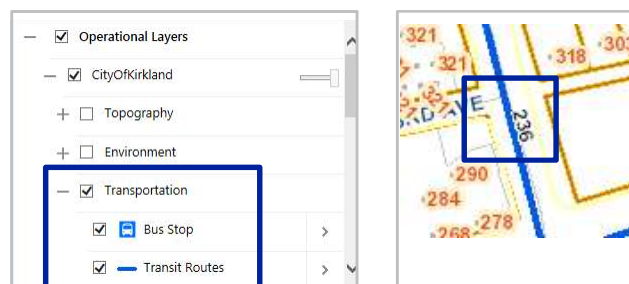 Operational Layers
CityOfKirkland
Topography
Environment
Transportation
Bus Stop
Transit Routes
321
318
303
321
AVE
236
290
284
278
268